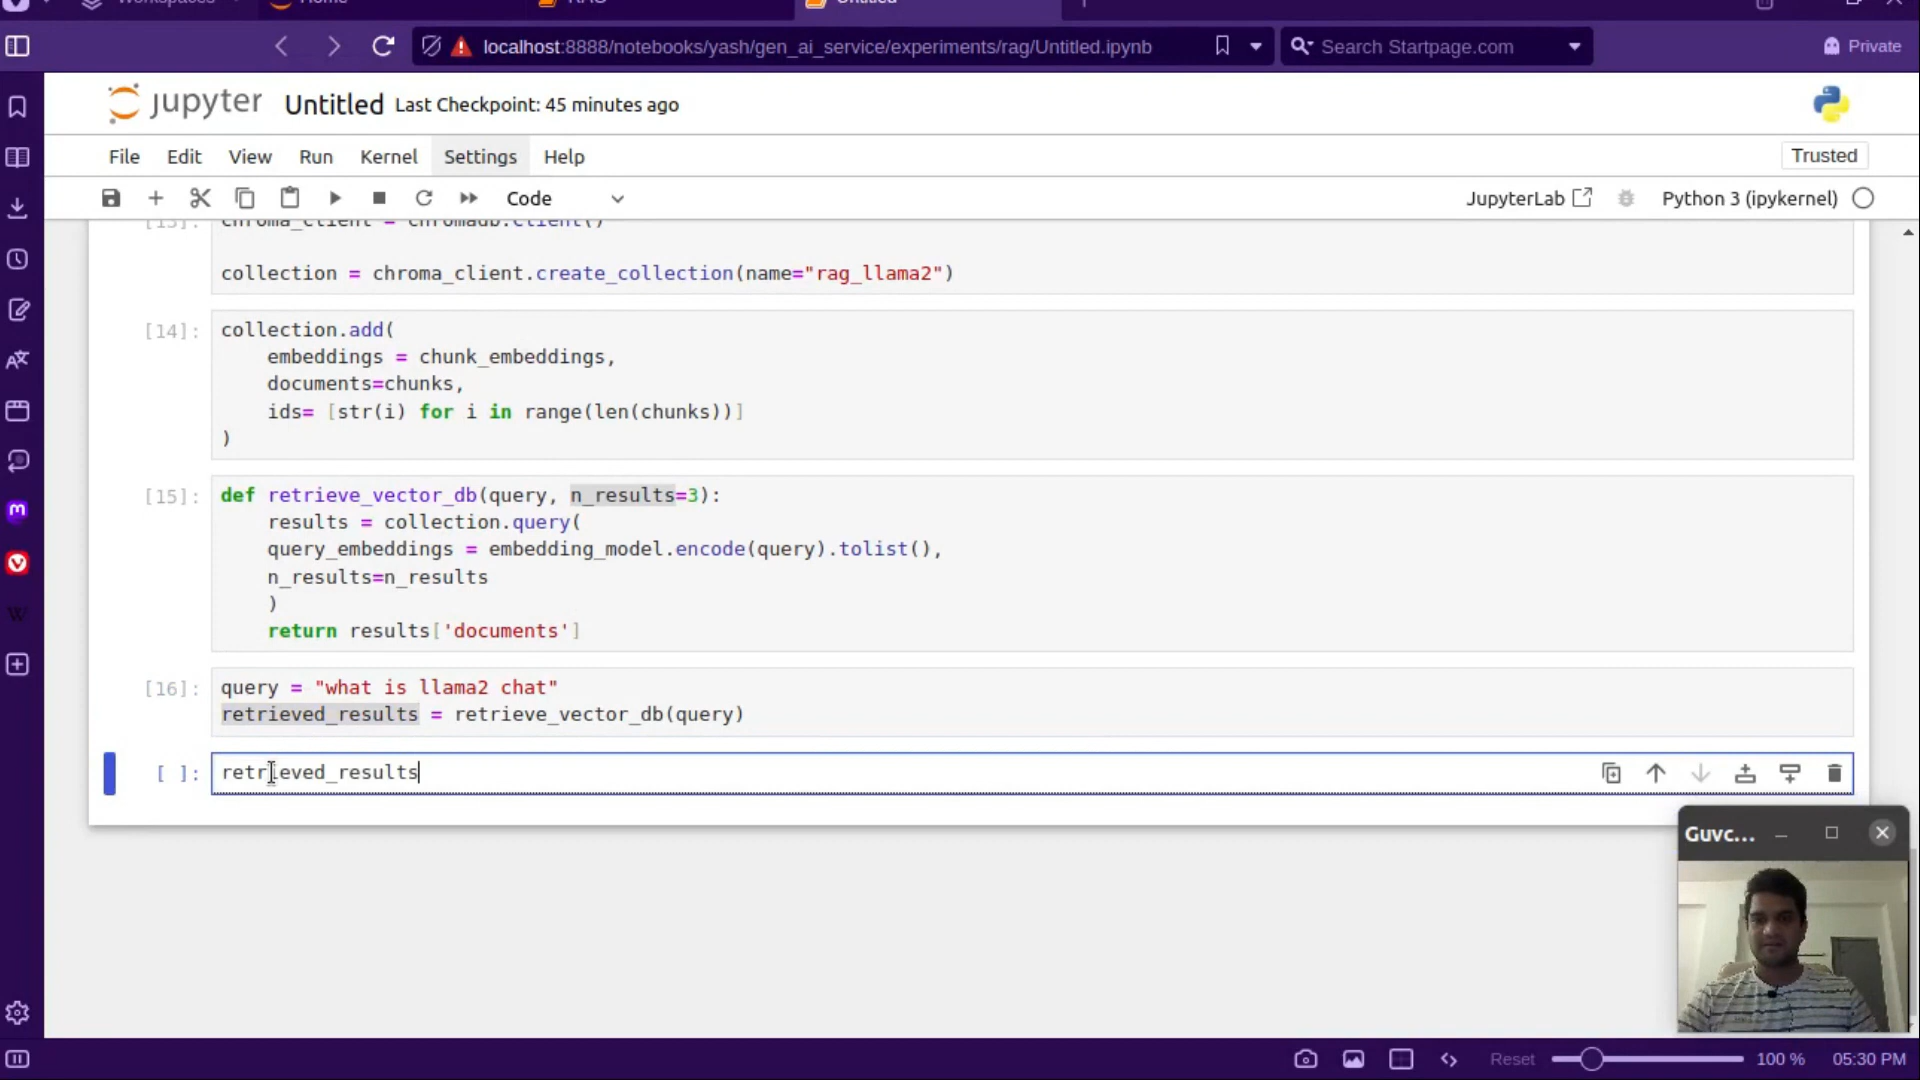 Workspaces
Home
RAG
Untitled
localhost:8888/notebooks/yash/gen_ai_service/experiments/rag/Untitled.ipynb
Search Startpage.com
Private
jupyter
Untitled
Last Checkpoint: 45 minutes ago
File
Edit
View
Run
Kernel
Settings
Help
Trusted
Code
JupyterLab
Python 3 (ipykernel)
[13]:
chroma_client = chromadb.Client()
collection = chroma_client.create_collection(name="rag_llama2")
[14]:
collection.add(
embeddings = chunk_embeddings,
documents=chunks,
ids= [str(i) for i in range(len(chunks))]
)
[15]:
def retrieve_vector_db(query, n_results=3):
results = collection.query(
query_embeddings = embedding_model.encode(query).tolist(),
n_results=n_results
)
return results['documents']
[16]:
query = "what is llama2 chat"
retrieved_results = retrieve_vector_db(query)
[ ]:
retrieved_results
Guvc...
Reset
100 %
05:30 PM